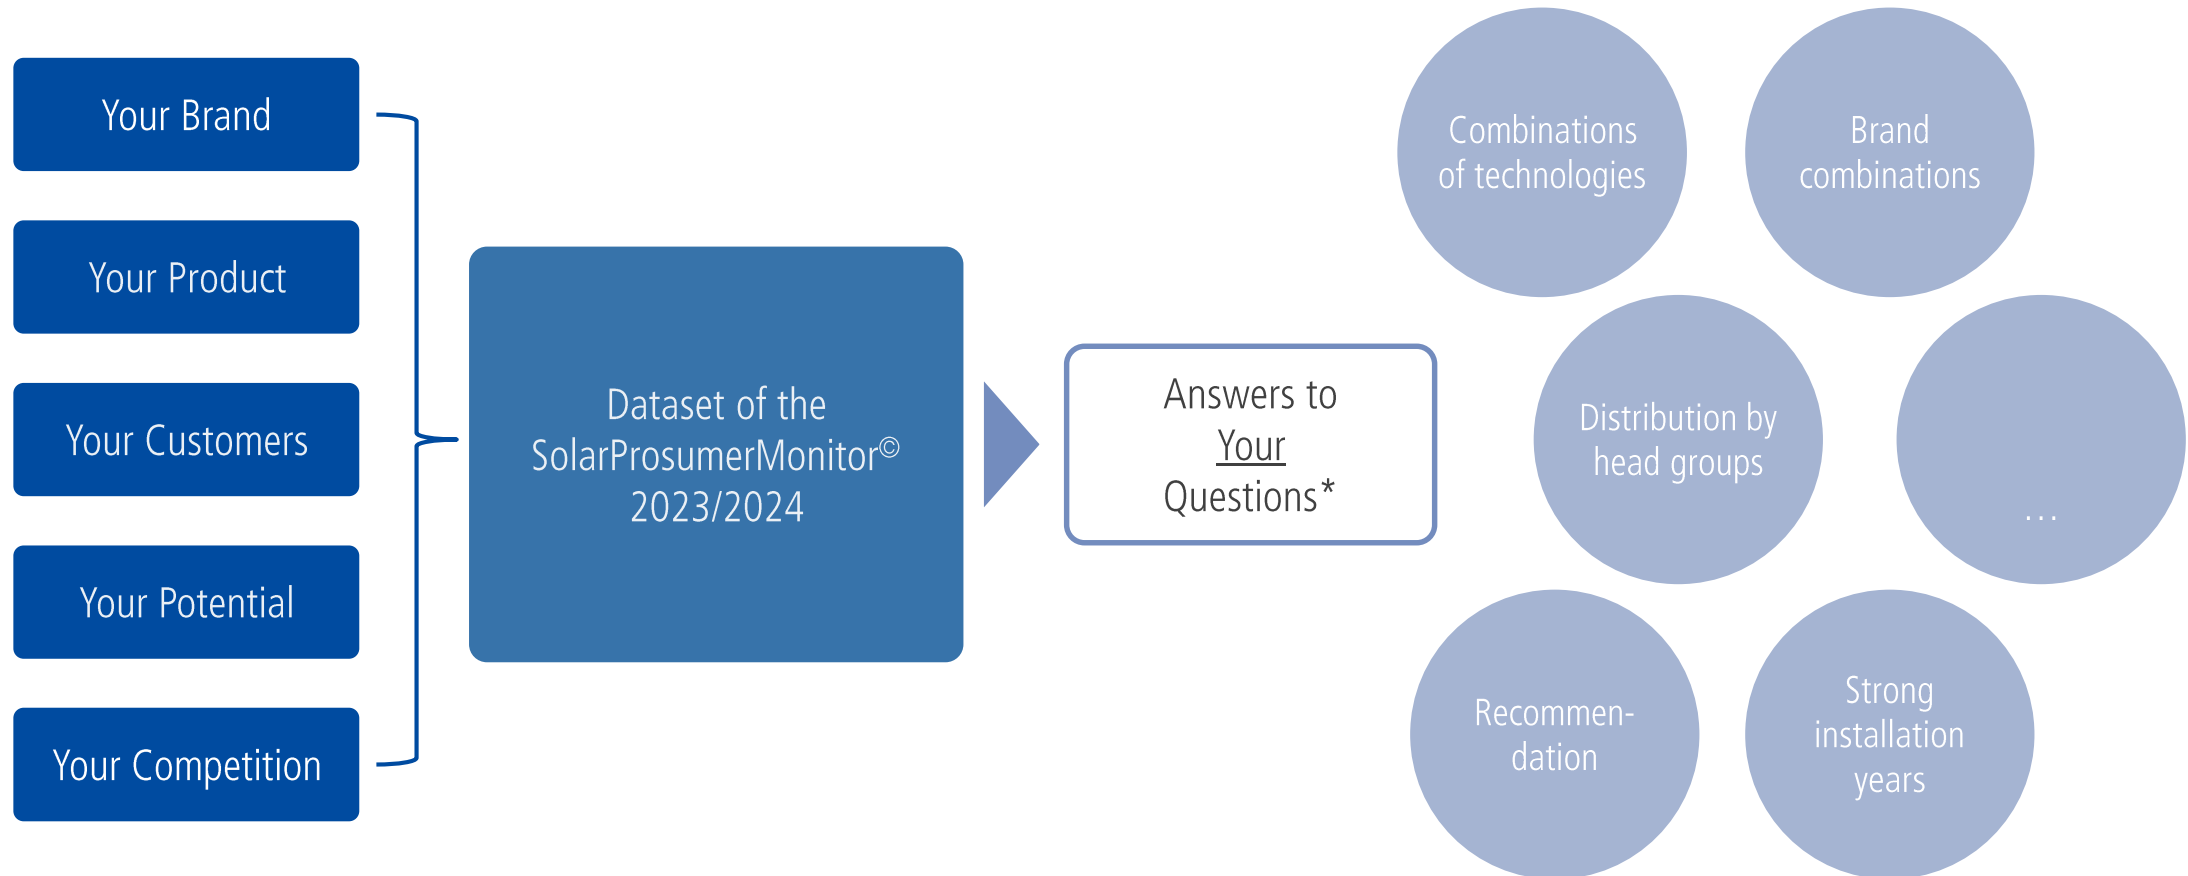 Your Brand
Your Product
Your Customers
Your Potential
Your Competition
Dataset of the
SolarProsumerMonitor©
2023/2024
Answers to
Your
Questions*
Combinations
of technologies
Brand
combinations
Distribution by
head groups
...
Recommen-
dation
Strong
installation
years